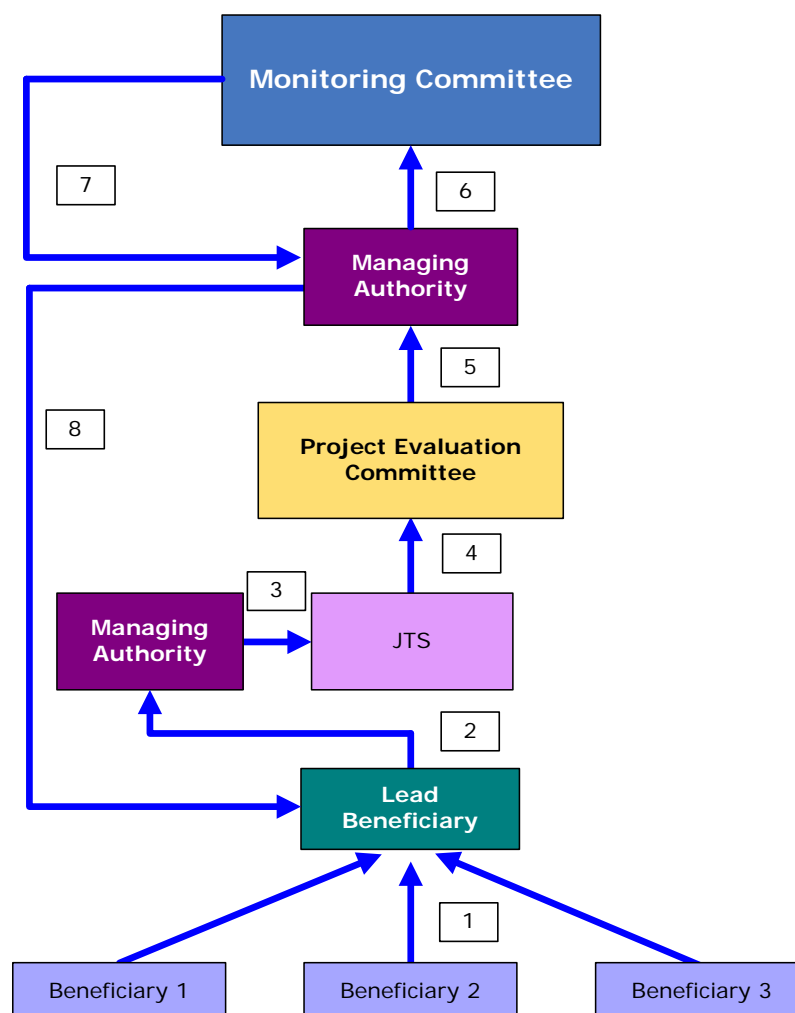 Monitoring Committee
7
6
Managing
Authority
5
8
Project Evaluation
Committee
4
3
Managing
Authority
JTS
2
Lead
Beneficiary
1
Beneficiary 1
Beneficiary 2
Beneficiary 3